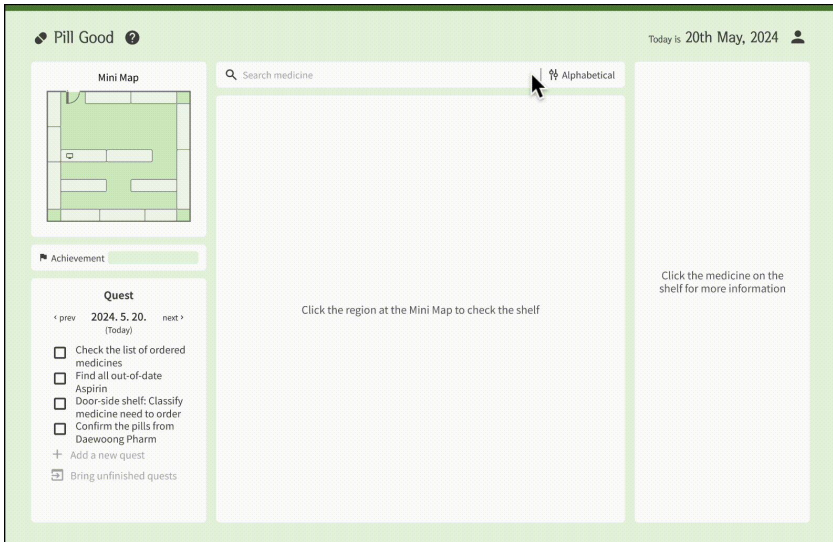 Pill Good ?
Today is 20th May, 2024
Mini Map
Search medicine
Alphabetical
Achievement
Click the region at the Mini Map to check the shelf
Click the medicine on the
shelf for more information
Quest
‹ prev 2024. 5. 20. next ›
(Today)
Check the list of ordered
medicines
Find all out-of-date
Aspirin
Door-side shelf: Classify
medicine need to order
Confirm the pills from
Daewoong Pharm
+ Add a new quest
Bring unfinished quests